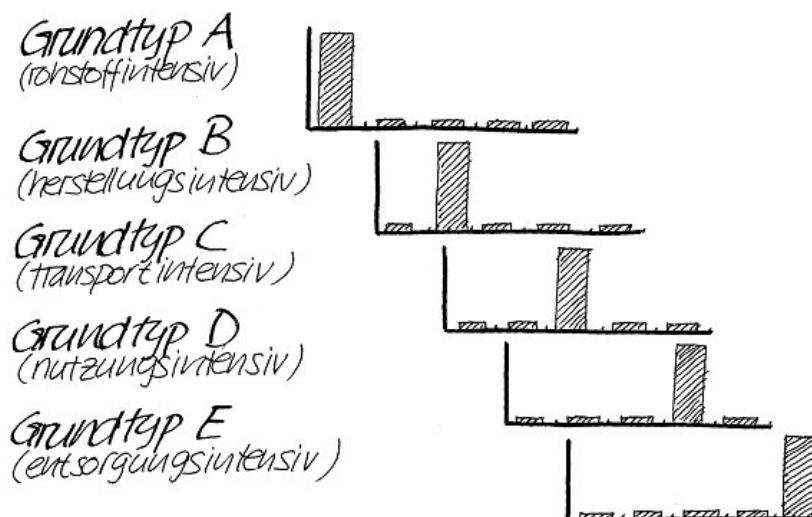 Grundtyp A
(rohstoffintensiv)
Grundtyp B
(herstellungsintensiv)
Grundtyp C
(transportintensiv)
Grundtyp D
(nutzungsintensiv)
Grundtyp E
(entsorgungsintensiv)